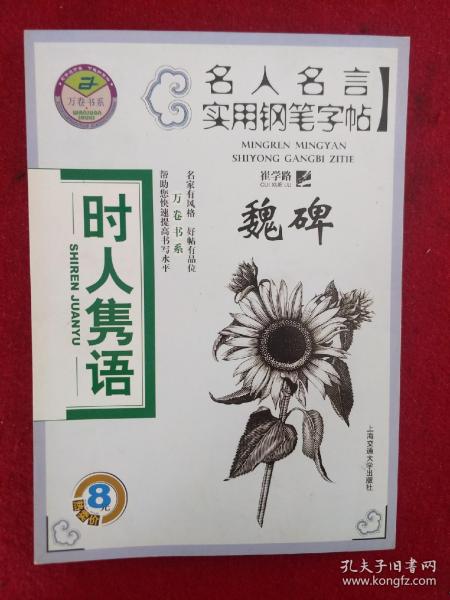 万卷书系
WANJUAN
SHUXI
名人名言
实用钢笔字帖
MINGREN MINGYAN
SHIYONG GANGBI ZITIE
崔学路
CUI XUE LU
魏碑
名家有风格 好帖有品位
万卷书系
帮助您快速提高书写水平
时人隽语
SHIREN JUANYU
上海交通大学出版社
8元
孔夫子旧书网
www.kongfz.com